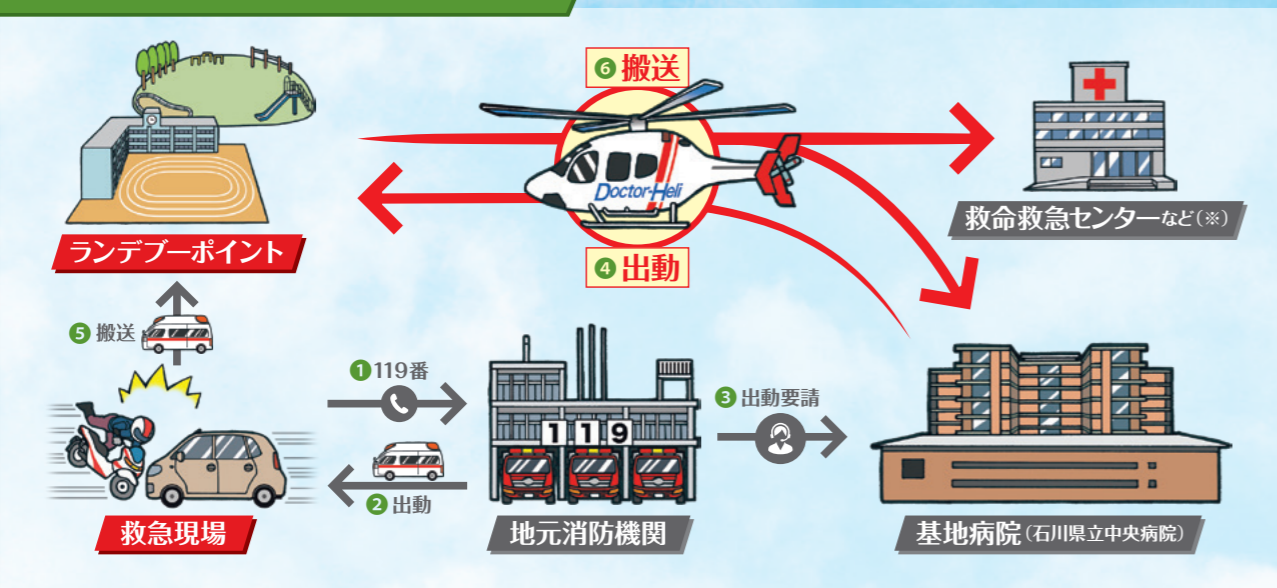 ❻搬送
Doctor-Heli
救命救急センターなど(※)
ランデブーポイント
❹出動
❺搬送
❶119番
❸出動要請
119
❷出動
救急現場
地元消防機関
基地病院(石川県立中央病院)